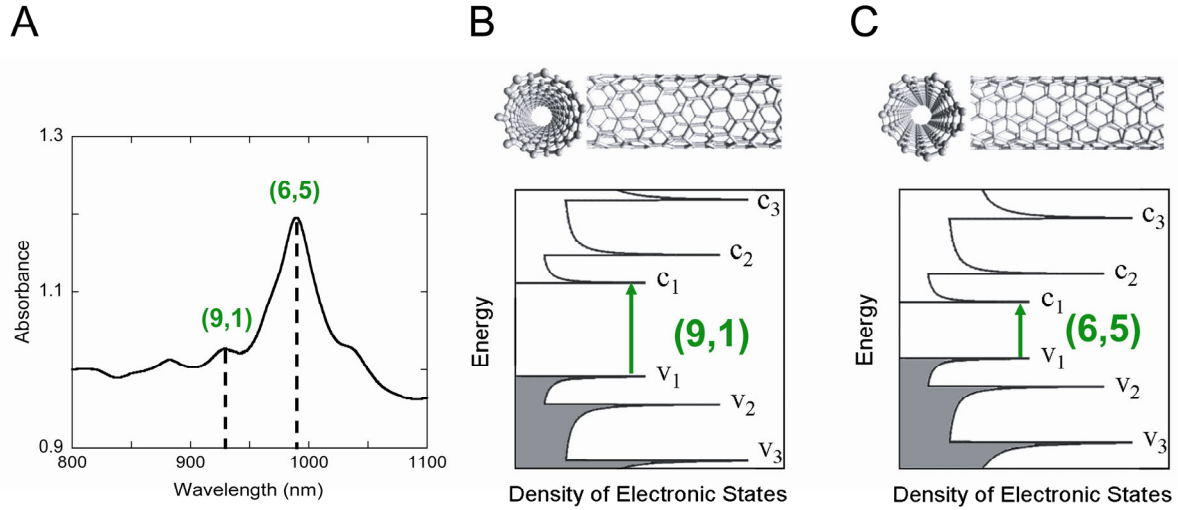 A
B
C
1.3
1.1
0.9
Absorbance
(6,5)
(9,1)
800
900
1000
1100
Wavelength (nm)
Energy
c3
c2
c1
(9,1)
v1
v2
v3
Density of Electronic States
Energy
c3
c2
c1
(6,5)
v1
v2
v3
Density of Electronic States